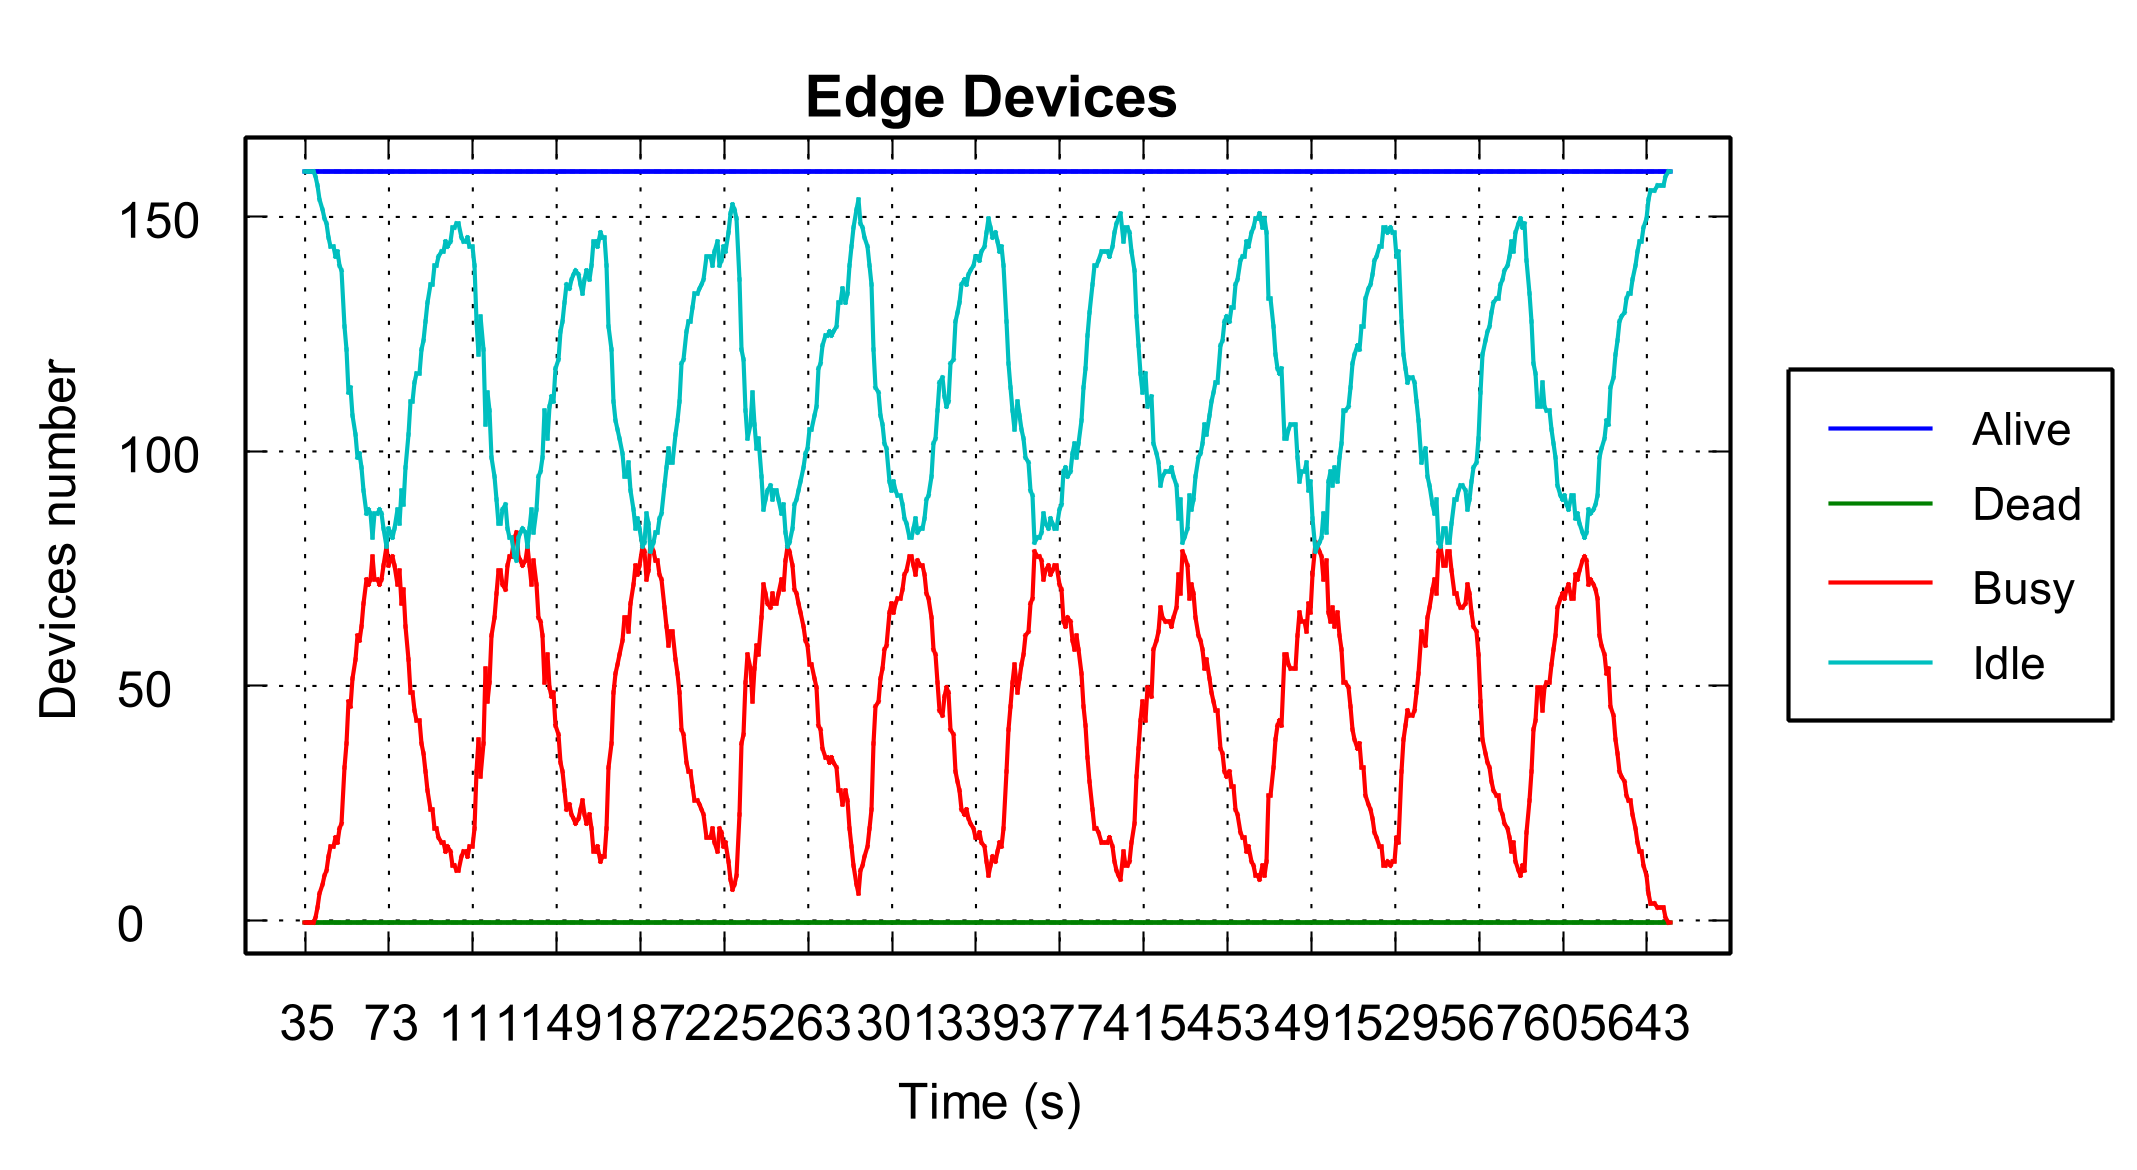 Edge Devices
150
100
50
0
Devices number
35 73 111149187225263301339377415453491529567605643
Time (s)
Alive
Dead
Busy
Idle